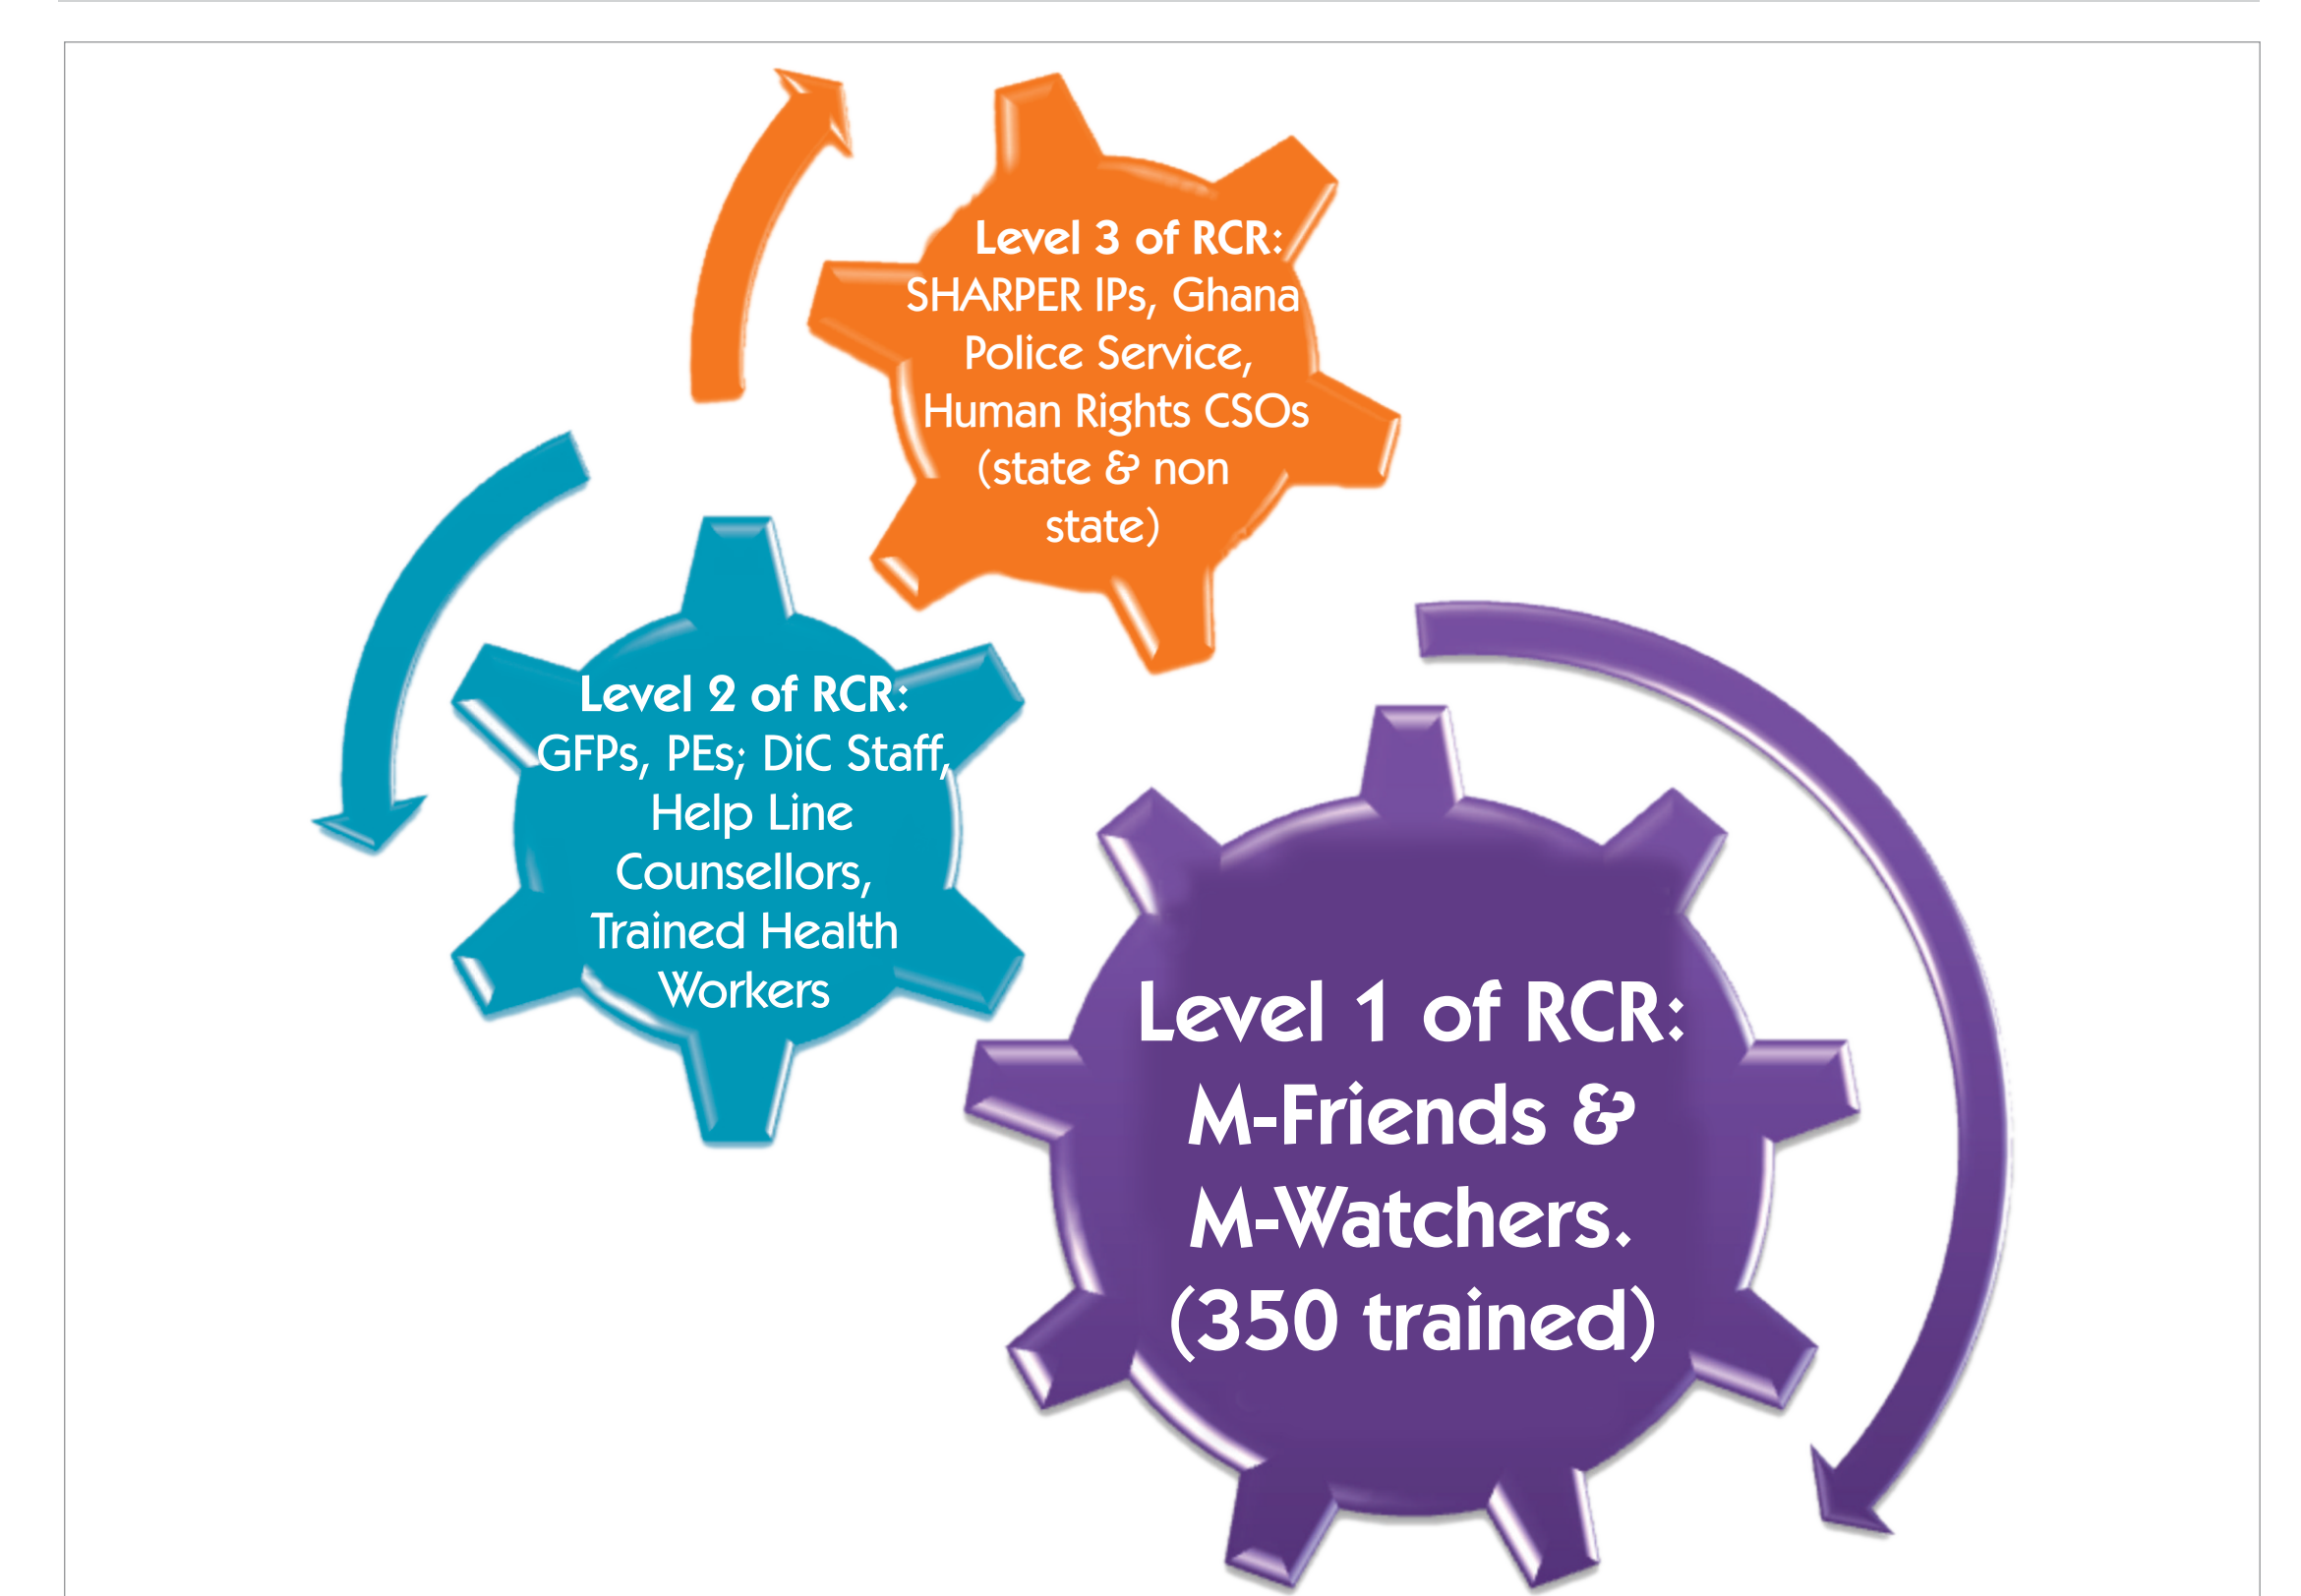 Level 3 of RCR:
SHARPER IPs, Ghana
Police Service,
Human Rights CSOs
(state & non
state)
Level 2 of RCR:
GFPs, PEs; DiC Staff,
Help Line
Counsellors,
Trained Health
Workers
Level 1 of RCR:
M-Friends &
M-Watchers.
(350 trained)